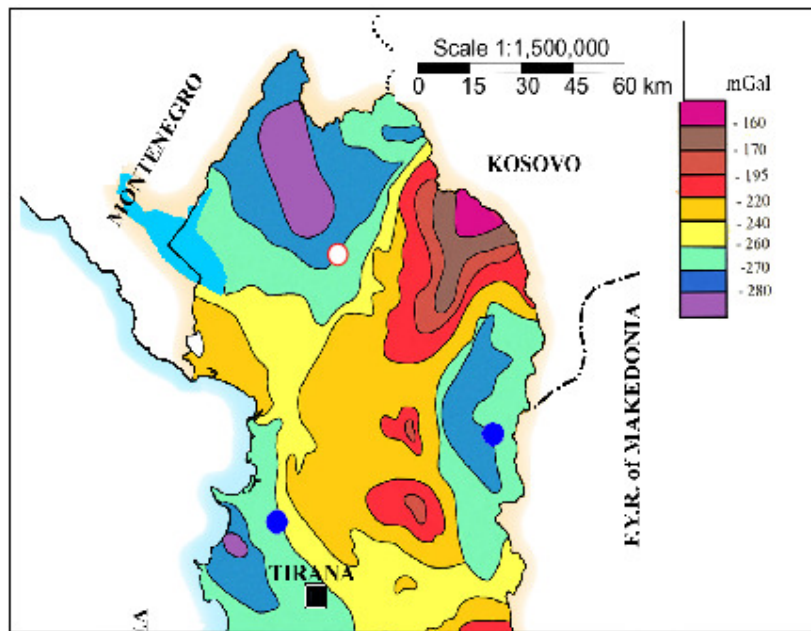 Scale 1:1,500,000
0 15 30 45 60 km
mGal
- 160
- 170
- 195
- 220
- 240
- 260
- 270
- 280
MONTENEGRO
KOSOVO
F.Y.R. of MAKEDONIA
TIRANA
LA